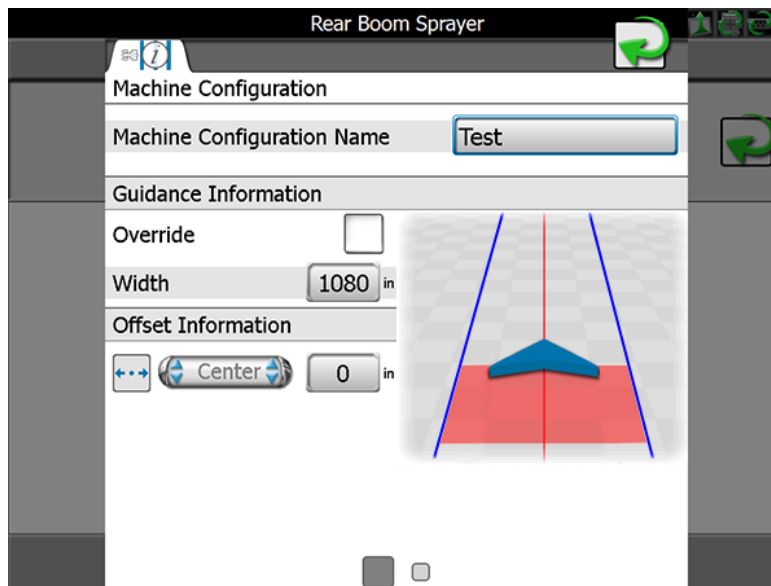 Rear Boom Sprayer
i
Machine Configuration
Machine Configuration Name Test
Guidance Information
Override
Width 1080 in
Offset Information
Center 0 in